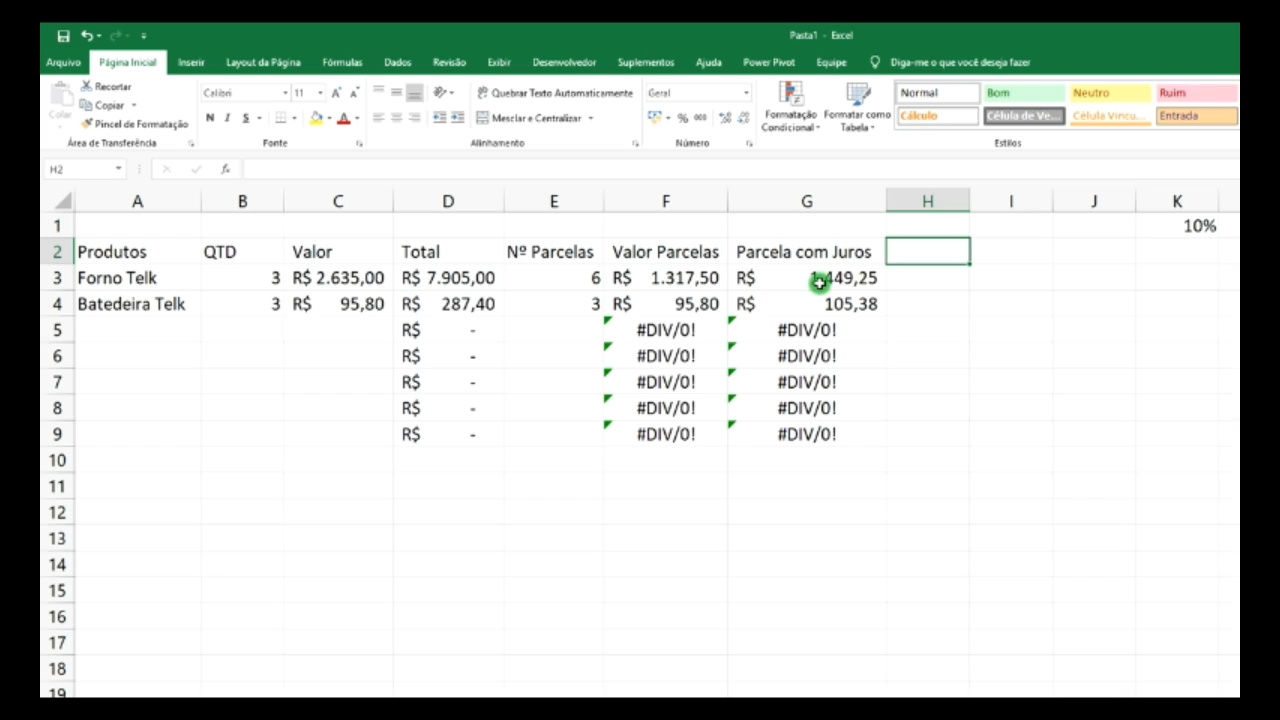 Pasta1 - Excel
Arquivo Página Inicial Inserir Layout da Página Fórmulas Dados Revisão Exibir Desenvolvedor Suplementos Ajuda Power Pivot Equipe Diga-me o que você deseja fazer
Colar
Recortar
Copiar
Pincel de Formatação
Área de Transferência
Calibri 11
N I S
Fonte
Quebrar Texto Automaticamente
Mesclar e Centralizar
Alinhamento
Geral
% 000
Número
Formatação Condicional
Formatar como Tabela
Normal Bom Neutro Ruim
Cálculo Célula de Ve... Célula Víncu... Entrada
Estilos
H2 fx
A B C D E F G H I J K
1 10%
2 Produtos QTD Valor Total Nº Parcelas Valor Parcelas Parcela com Juros
3 Forno Telk 3 R$ 2.635,00 R$ 7.905,00 6 R$ 1.317,50 R$ 1.449,25
4 Batedeira Telk 3 R$ 95,80 R$ 287,40 3 R$ 95,80 R$ 105,38
5 R$ - #DIV/0! #DIV/0!
6 R$ - #DIV/0! #DIV/0!
7 R$ - #DIV/0! #DIV/0!
8 R$ - #DIV/0! #DIV/0!
9 R$ - #DIV/0! #DIV/0!
10
11
12
13
14
15
16
17
18
19